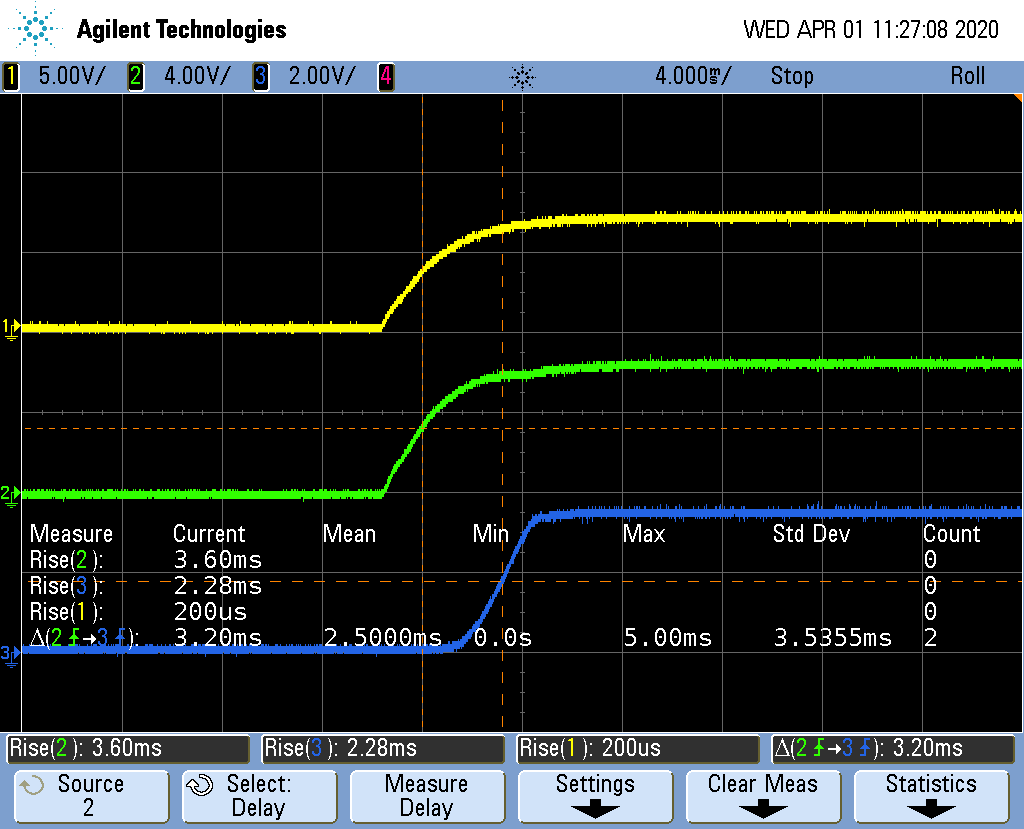 Agilent Technologies WED APR 01 11:27:08 2020
1 5.00V/ 2 4.00V/ 3 2.00V/ 4 4.000ms/ Stop Roll
1
2
3
Measure Current Mean Min Max Std Dev Count
Rise(2): 3.60ms 0
Rise(3): 2.28ms 0
Rise(1): 200us 0
Δ(2→3): 3.20ms 2.5000ms 0.0s 5.00ms 3.5355ms 2
Rise(2): 3.60ms Rise(3): 2.28ms Rise(1): 200us Δ(2→3): 3.20ms
Source Select: Measure Settings Clear Meas Statistics
2 Delay Delay